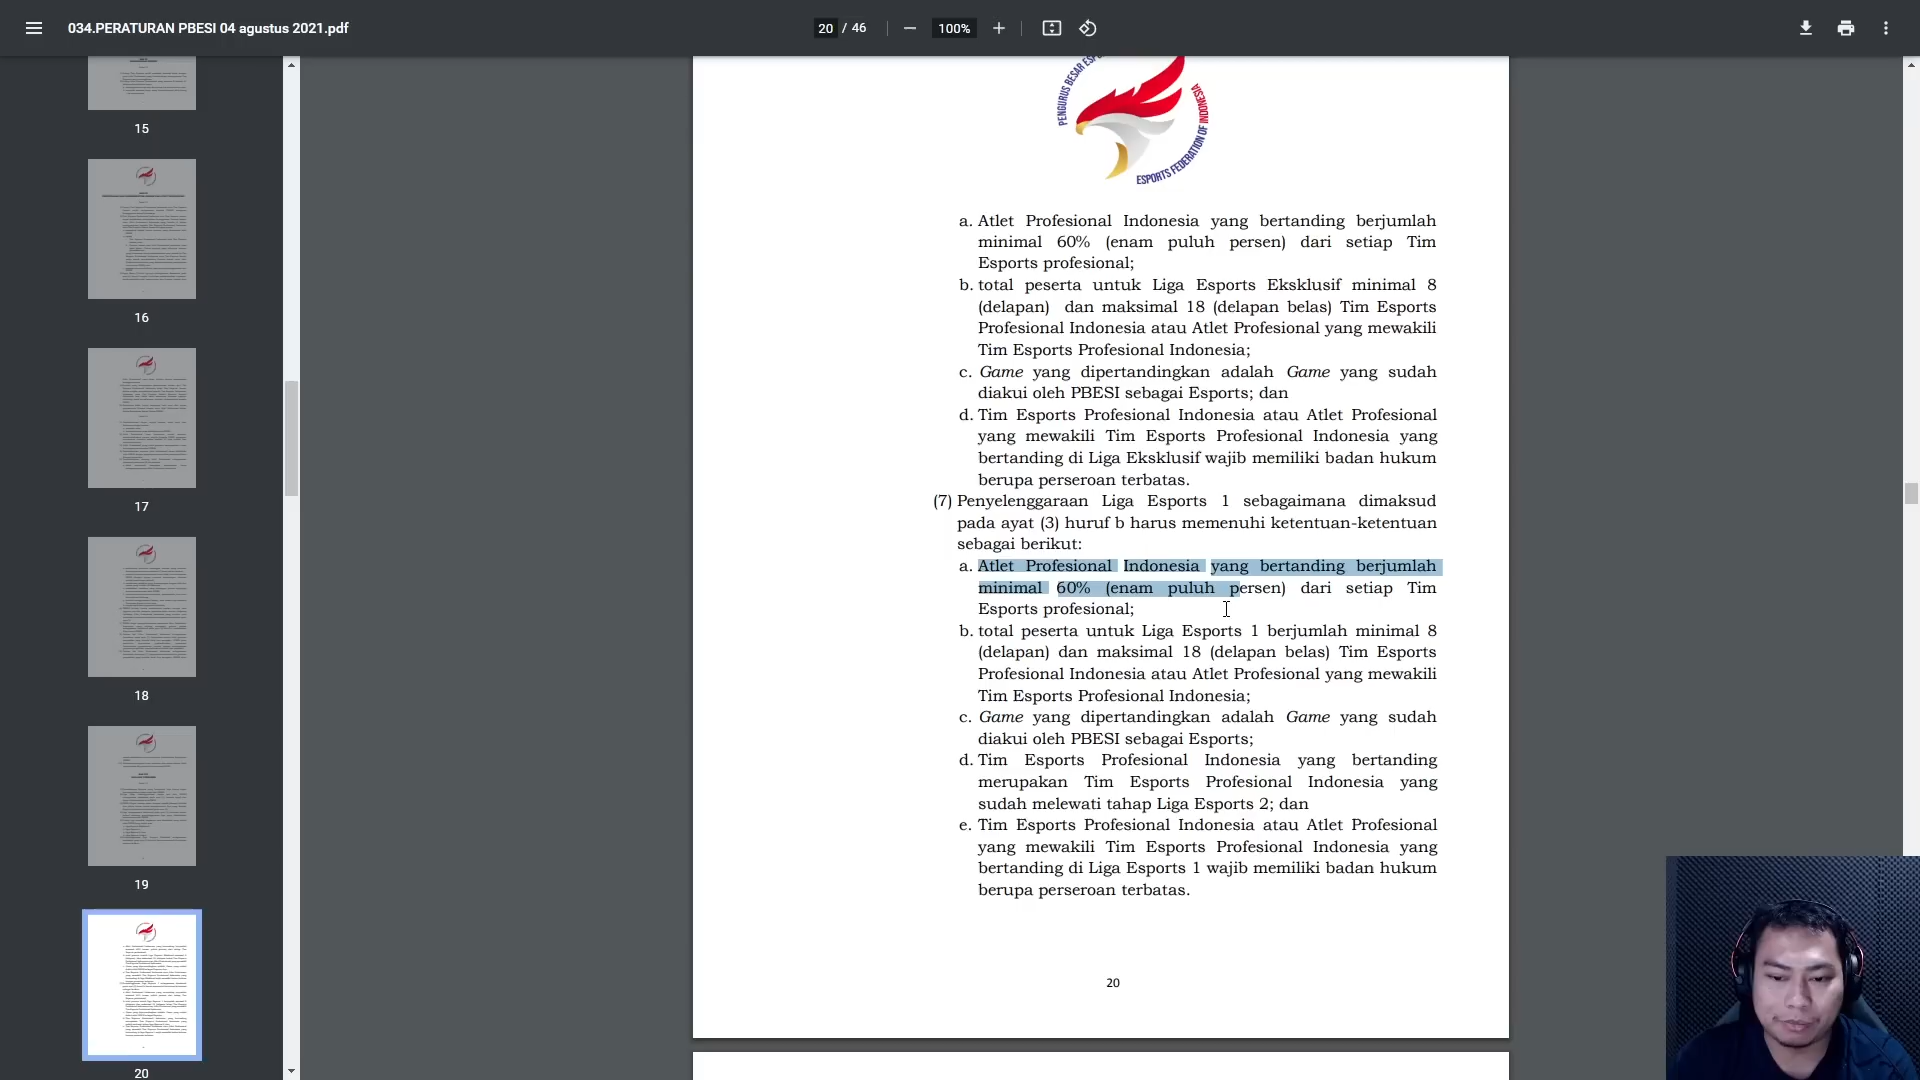 034.PERATURAN PBESI 04 agustus 2021.pdf
20 / 46
100%
15
16
17
18
19
20
PENGURUS BESAR ESPO
INDONESIA
ESPORTS FEDERATION OF
a. Atlet Profesional Indonesia yang bertanding berjumlah
minimal 60% (enam puluh persen) dari setiap Tim
Esports profesional;
b. total peserta untuk Liga Esports Eksklusif minimal 8
(delapan) dan maksimal 18 (delapan belas) Tim Esports
Profesional Indonesia atau Atlet Profesional yang mewakili
Tim Esports Profesional Indonesia;
c. Game yang dipertandingkan adalah Game yang sudah
diakui oleh PBESI sebagai Esports; dan
d. Tim Esports Profesional Indonesia atau Atlet Profesional
yang mewakili Tim Esports Profesional Indonesia yang
bertanding di Liga Eksklusif wajib memiliki badan hukum
berupa perseroan terbatas.
(7) Penyelenggaraan Liga Esports 1 sebagaimana dimaksud
pada ayat (3) huruf b harus memenuhi ketentuan-ketentuan
sebagai berikut:
a. Atlet Profesional Indonesia yang bertanding berjumlah
minimal 60% (enam puluh persen) dari setiap Tim
Esports profesional;
b. total peserta untuk Liga Esports 1 berjumlah minimal 8
(delapan) dan maksimal 18 (delapan belas) Tim Esports
Profesional Indonesia atau Atlet Profesional yang mewakili
Tim Esports Profesional Indonesia;
c. Game yang dipertandingkan adalah Game yang sudah
diakui oleh PBESI sebagai Esports;
d. Tim Esports Profesional Indonesia yang bertanding
merupakan Tim Esports Profesional Indonesia yang
sudah melewati tahap Liga Esports 2; dan
e. Tim Esports Profesional Indonesia atau Atlet Profesional
yang mewakili Tim Esports Profesional Indonesia yang
bertanding di Liga Esports 1 wajib memiliki badan hukum
berupa perseroan terbatas.
20